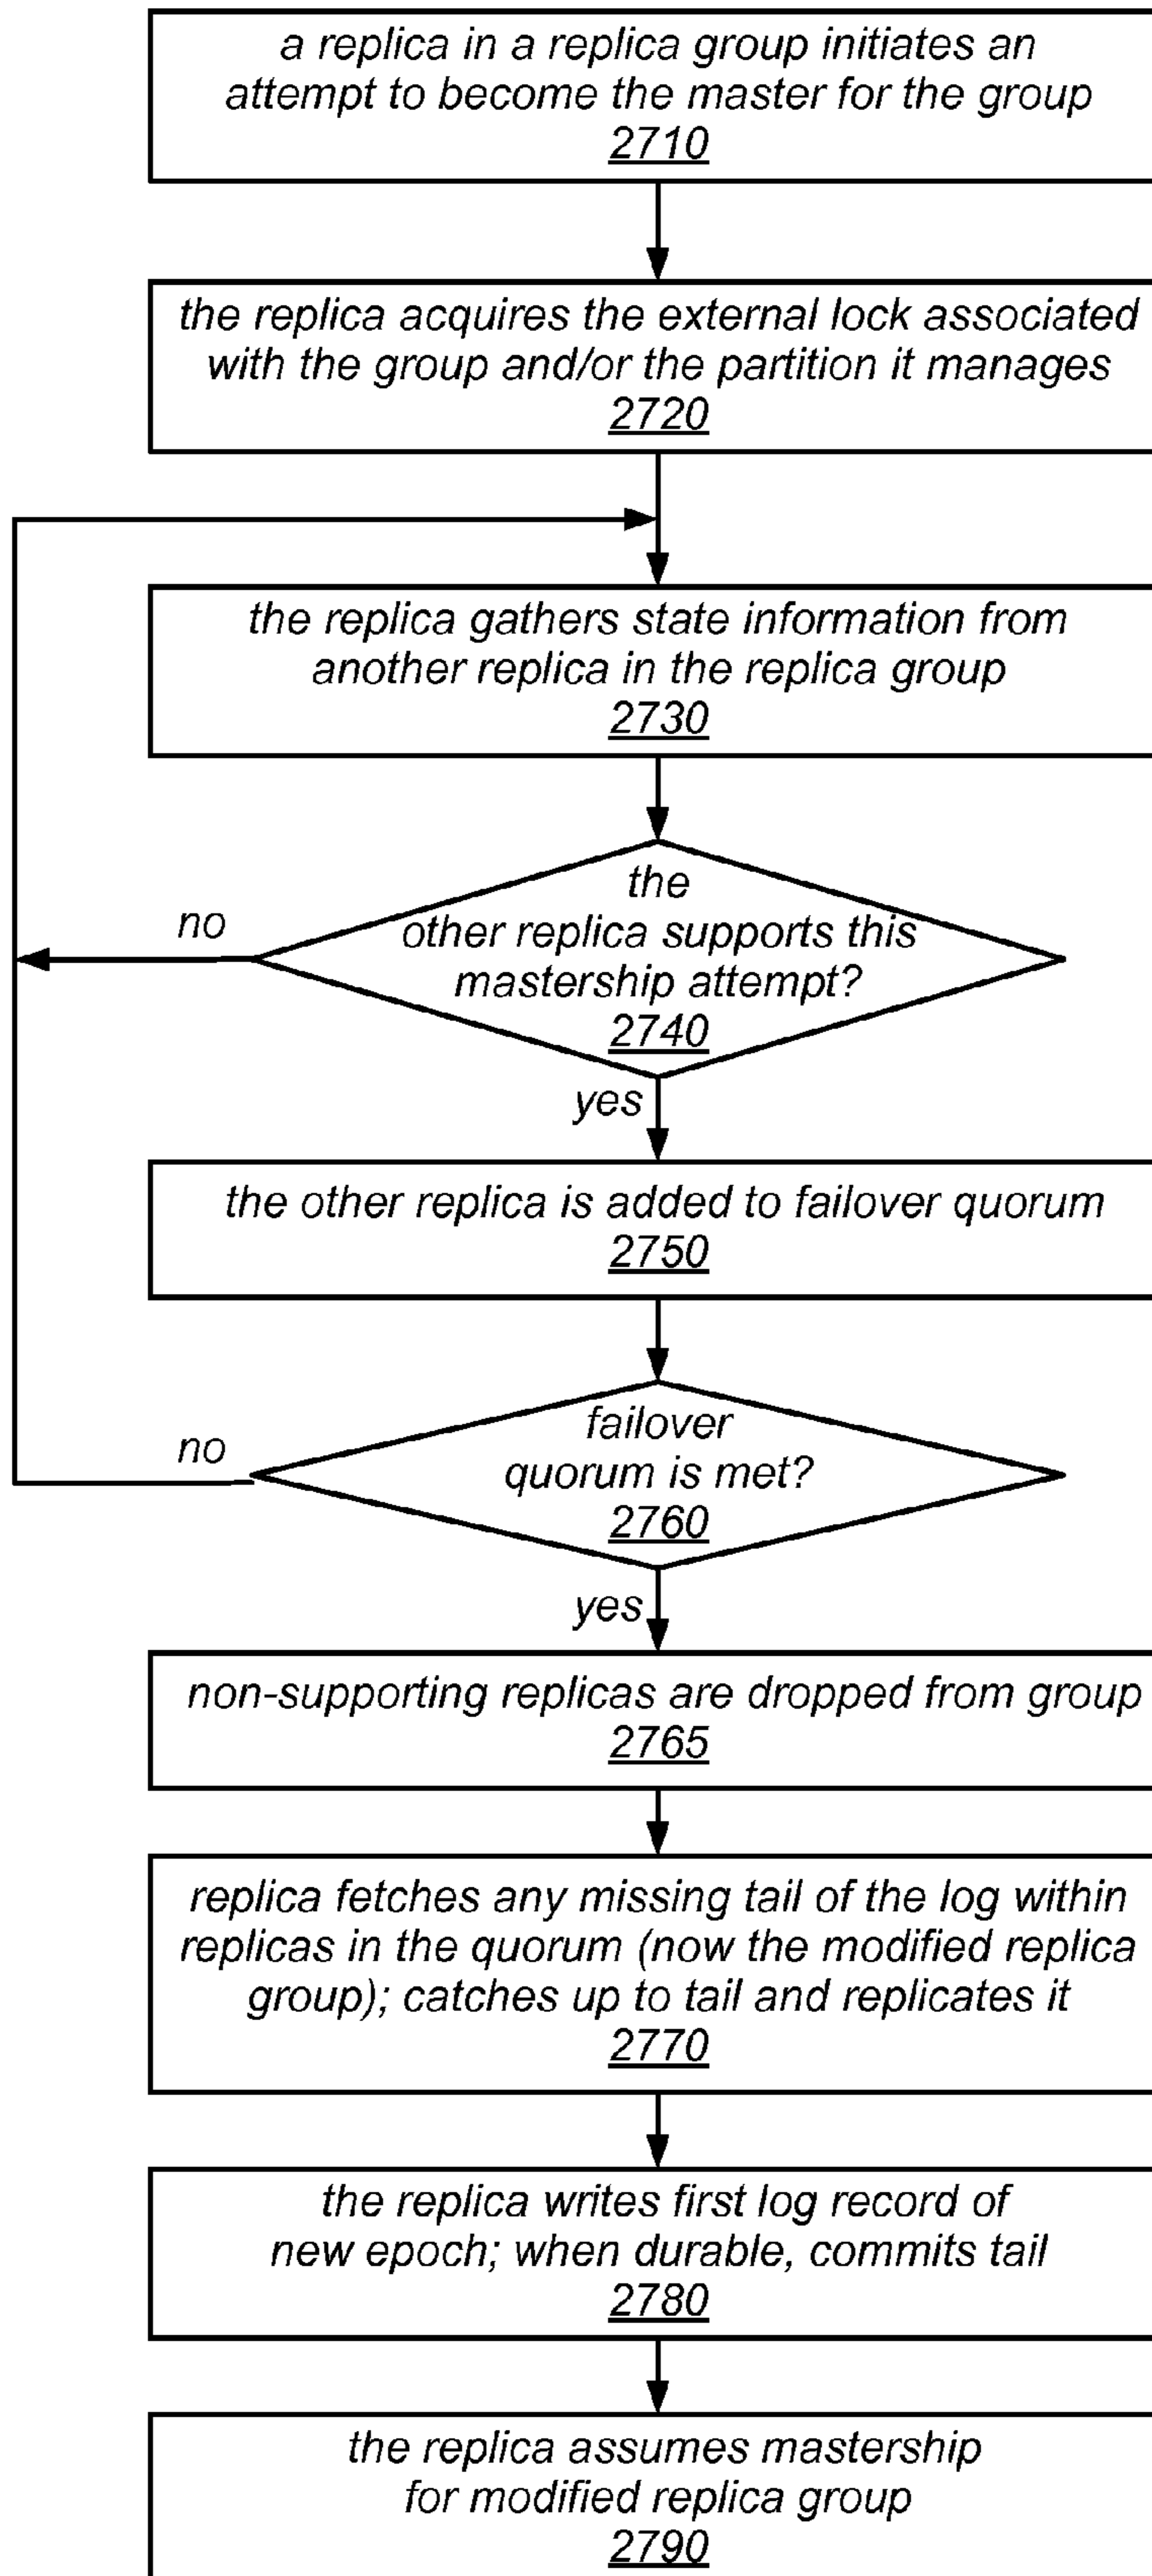 a replica in a replica group initiates an
attempt to become the master for the group
2710
the replica acquires the external lock associated
with the group and/or the partition it manages
2720
the replica gathers state information from
another replica in the replica group
2730
the
other replica supports this
mastership attempt?
2740
no
yes
the other replica is added to failover quorum
2750
failover
quorum is met?
2760
no
yes
non-supporting replicas are dropped from group
2765
replica fetches any missing tail of the log within
replicas in the quorum (now the modified replica
group); catches up to tail and replicates it
2770
the replica writes first log record of
new epoch; when durable, commits tail
2780
the replica assumes mastership
for modified replica group
2790